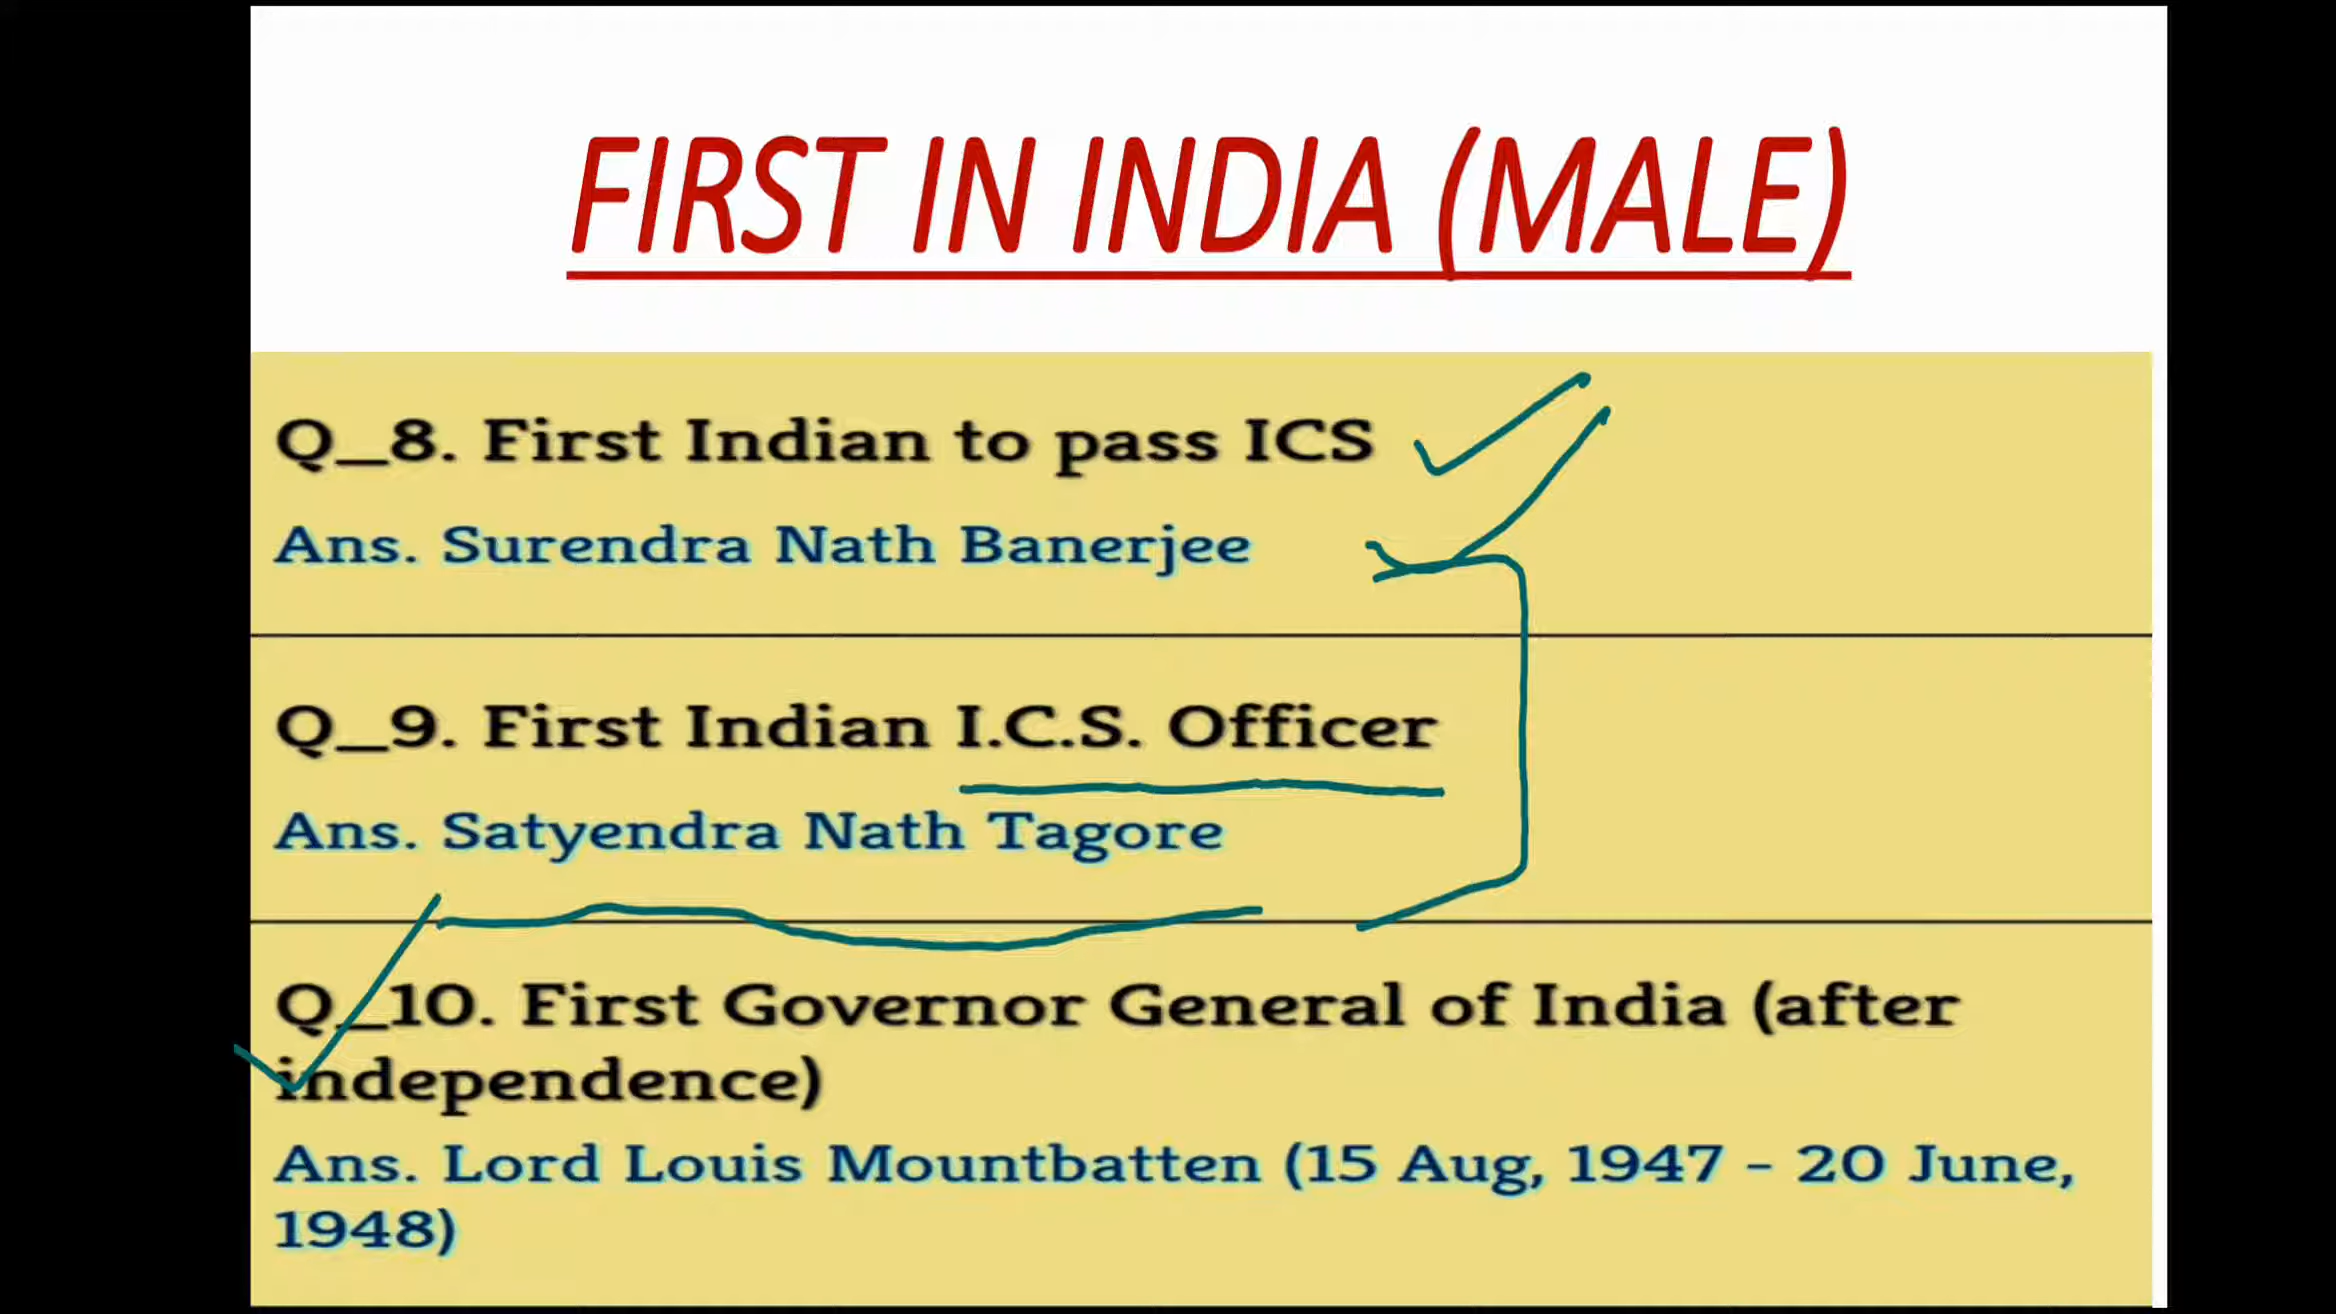 FIRST IN INDIA (MALE)
Q_8. First Indian to pass ICS
Ans. Surendra Nath Banerjee
Q_9. First Indian I.C.S. Officer
Ans. Satyendra Nath Tagore
Q_10. First Governor General of India (after
independence)
Ans. Lord Louis Mountbatten (15 Aug, 1947 - 20 June,
1948)